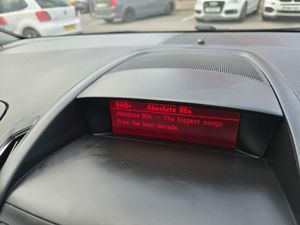 DAB+ Absolute 80s
Absolute 80s -- The biggest songs
from the best decade